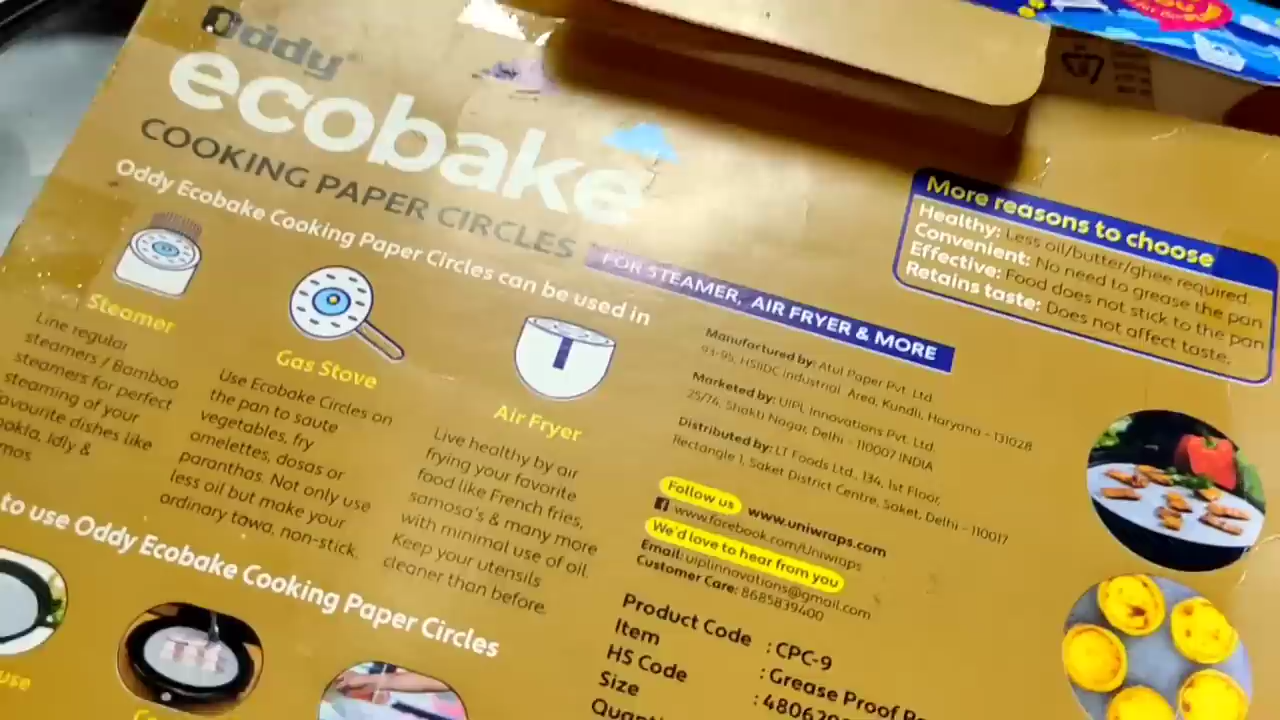 Oddy
ecobake
COOKING PAPER CIRCLES
FOR STEAMER, AIR FRYER & MORE
Oddy Ecobake Cooking Paper Circles can be used in
Steamer
Line regular
steamers / Bamboo
steamers for perfect
steaming of your
favourite dishes like
Idly &
Gas Stove
Use Ecobake Circles on
the pan to saute
vegetables, fry
omelettes, dosas or
paranthas. Not only use
less oil but make your
ordinary tawa, non-stick.
Air Fryer
Live healthy by air
frying your favorite
food like French fries,
samosa's & many more
with minimal use of oil.
Keep your utensils
cleaner than before.
More reasons to choose
Healthy: Less oil/butter/ghee required.
Convenient: No need to grease the pan
Effective: Food does not stick to the pan
Retains taste: Does not affect taste.
Manufactured by: Atul Paper Pvt. Ltd.
93-95, HSIIDC Industrial Area, Kundli, Haryana - 131028
Marketed by: UIPL Innovations Pvt. Ltd.
25/74, Shakti Nagar, Delhi - 110007 INDIA
Distributed by: LT Foods Ltd., 134, 1st Floor,
Rectangle 1, Saket District Centre, Saket, Delhi - 110017
Follow us www.uniwraps.com
www.facebook.com/Uniwraps
We'd love to hear from you
Email: uiplinnovations@gmail.com
Customer Care: 8685839400
Product Code : CPC-9
Item : Grease Proof
HS Code
Size
to use Oddy Ecobake Cooking Paper Circles
use